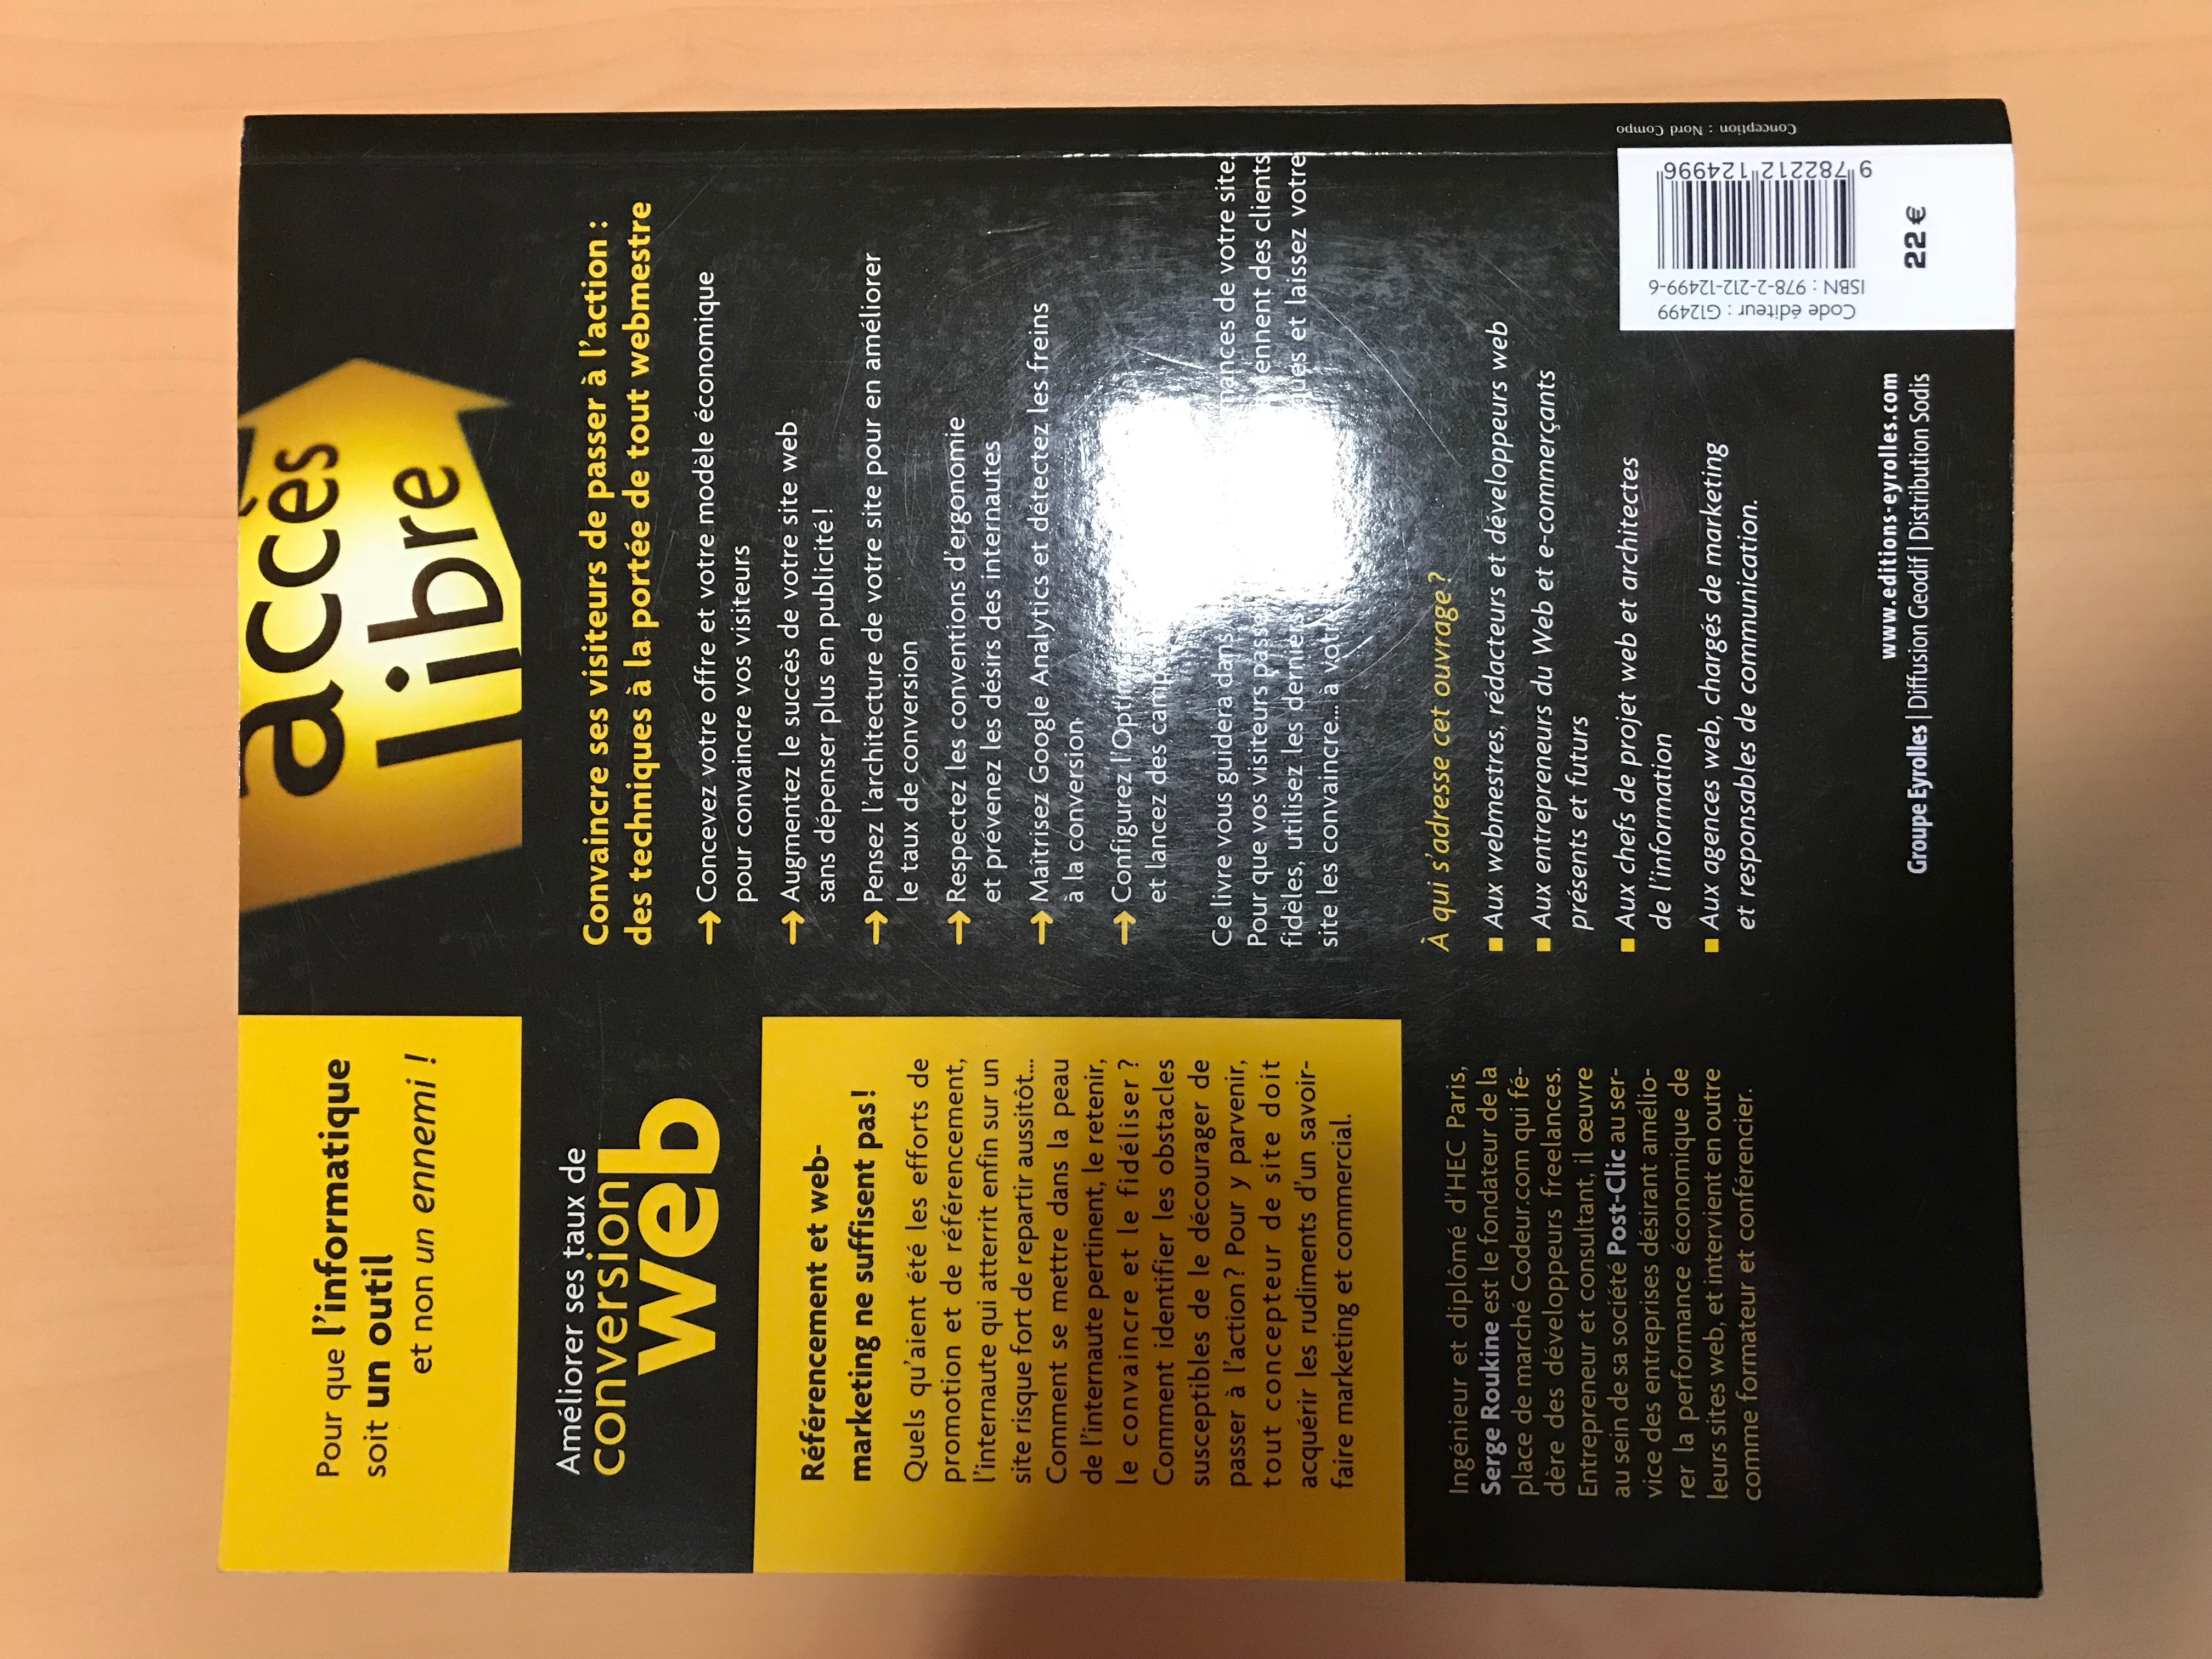 Pour que l'informatique
soit un outil
et non un ennemi !
accès
libre
Améliorer ses taux de
conversion
web
Référencement et web-
marketing ne suffisent pas !
Quels qu'aient été les efforts de
promotion et de référencement,
l'internaute qui atterrit enfin sur un
site risque fort de repartir aussitôt...
Comment se mettre dans la peau
de l'internaute pertinent, le retenir,
le convaincre et le fidéliser ?
Comment identifier les obstacles
susceptibles de le décourager de
passer à l'action ? Pour y parvenir,
tout concepteur de site doit
acquérir les rudiments d'un savoir-
faire marketing et commercial.
Ingénieur et diplômé d'HEC Paris,
Serge Roukine est le fondateur de la
place de marché Codeur.com qui fé-
dère des développeurs freelances.
Entrepreneur et consultant, il œuvre
au sein de sa société Post-Clic au ser-
vice des entreprises désirant amélio-
rer la performance économique de
leurs sites web, et intervient en outre
comme formateur et conférencier.
Convaincre ses visiteurs de passer à l'action :
des techniques à la portée de tout webmestre
→ Concevez votre offre et votre modèle économique
pour convaincre vos visiteurs
→ Augmentez le succès de votre site web
sans dépenser plus en publicité !
→ Pensez l'architecture de votre site pour en améliorer
le taux de conversion
→ Respectez les conventions d'ergonomie
et prévenez les désirs des internautes
→ Maîtrisez Google Analytics et détectez les freins
à la conversion
→ Configurez
et lancez des
Ce livre vous guidera dans de votre site.
Pour que vos visiteurs des clients
fidèles, utilisez les derniers et laissez votre
site les convaincre... à votre
À qui s'adresse cet ouvrage ?
■ Aux webmestres, rédacteurs et développeurs web
■ Aux entrepreneurs du Web et e-commerçants
présents et futurs
■ Aux chefs de projet web et architectes
de l'information
■ Aux agences web, chargés de marketing
et responsables de communication.
www.editions-eyrolles.com
Groupe Eyrolles | Diffusion Geodif | Distribution Sodis
Code éditeur : G12499
ISBN : 978-2-212-12499-6
9 782212 124996
22 €
Conception : Nord Compo